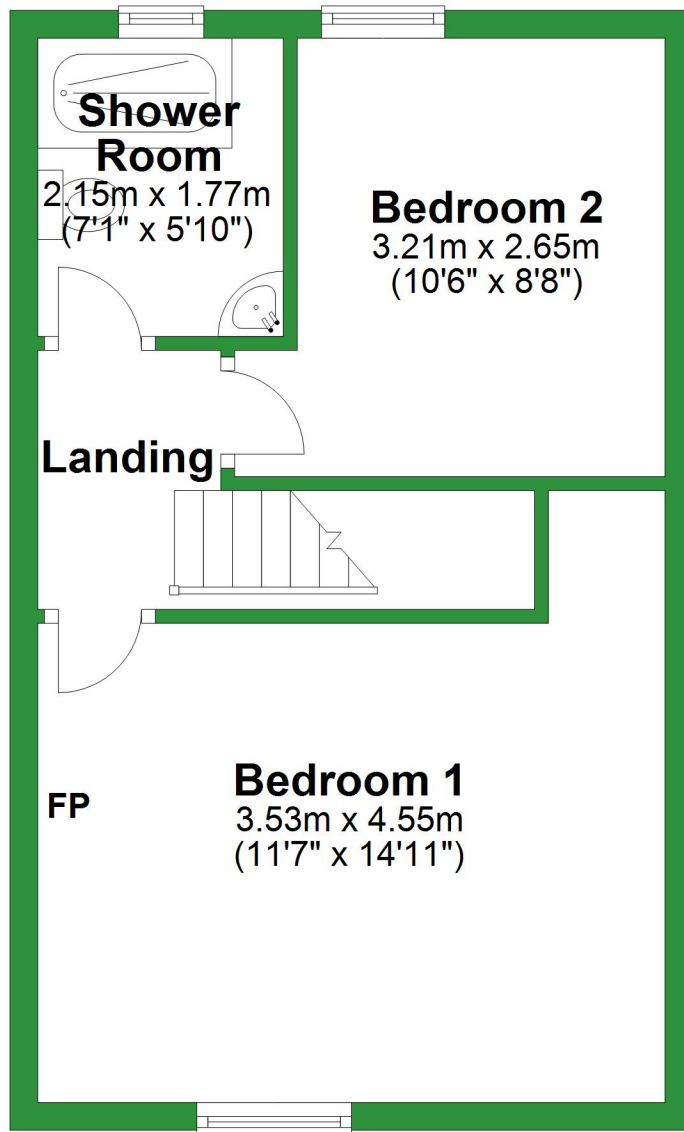 Shower
Room
2.15m x 1.77m
(7'1" x 5'10")
Bedroom 2
3.21m x 2.65m
(10'6" x 8'8")
Landing
Bedroom 1
3.53m x 4.55m
(11'7" x 14'11")
FP